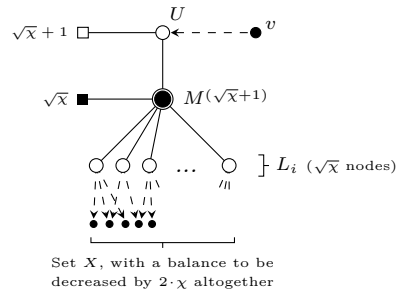 U
√χ + 1
v
√χ
M(√χ+1)
...
L_i (√χ nodes)
Set X, with a balance to be
decreased by 2·χ altogether